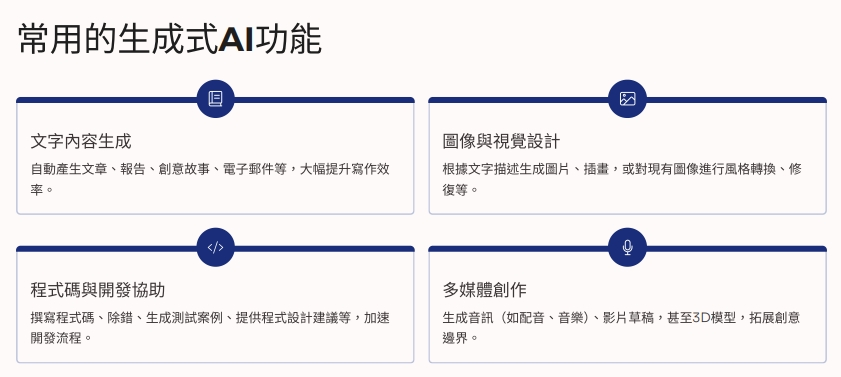 常用的生成式AI功能
文字內容生成
自動產生文章、報告、創意故事、電子郵件等，大幅提升寫作效
率。
圖像與視覺設計
根據文字描述生成圖片、插畫，或對現有圖像進行風格轉換、修
復等。
程式碼與開發協助
撰寫程式碼、除錯、生成測試案例、提供程式設計建議等，加速
開發流程。
多媒體創作
生成音訊（如配音、音樂）、影片草稿，甚至3D模型，拓展創意
邊界。